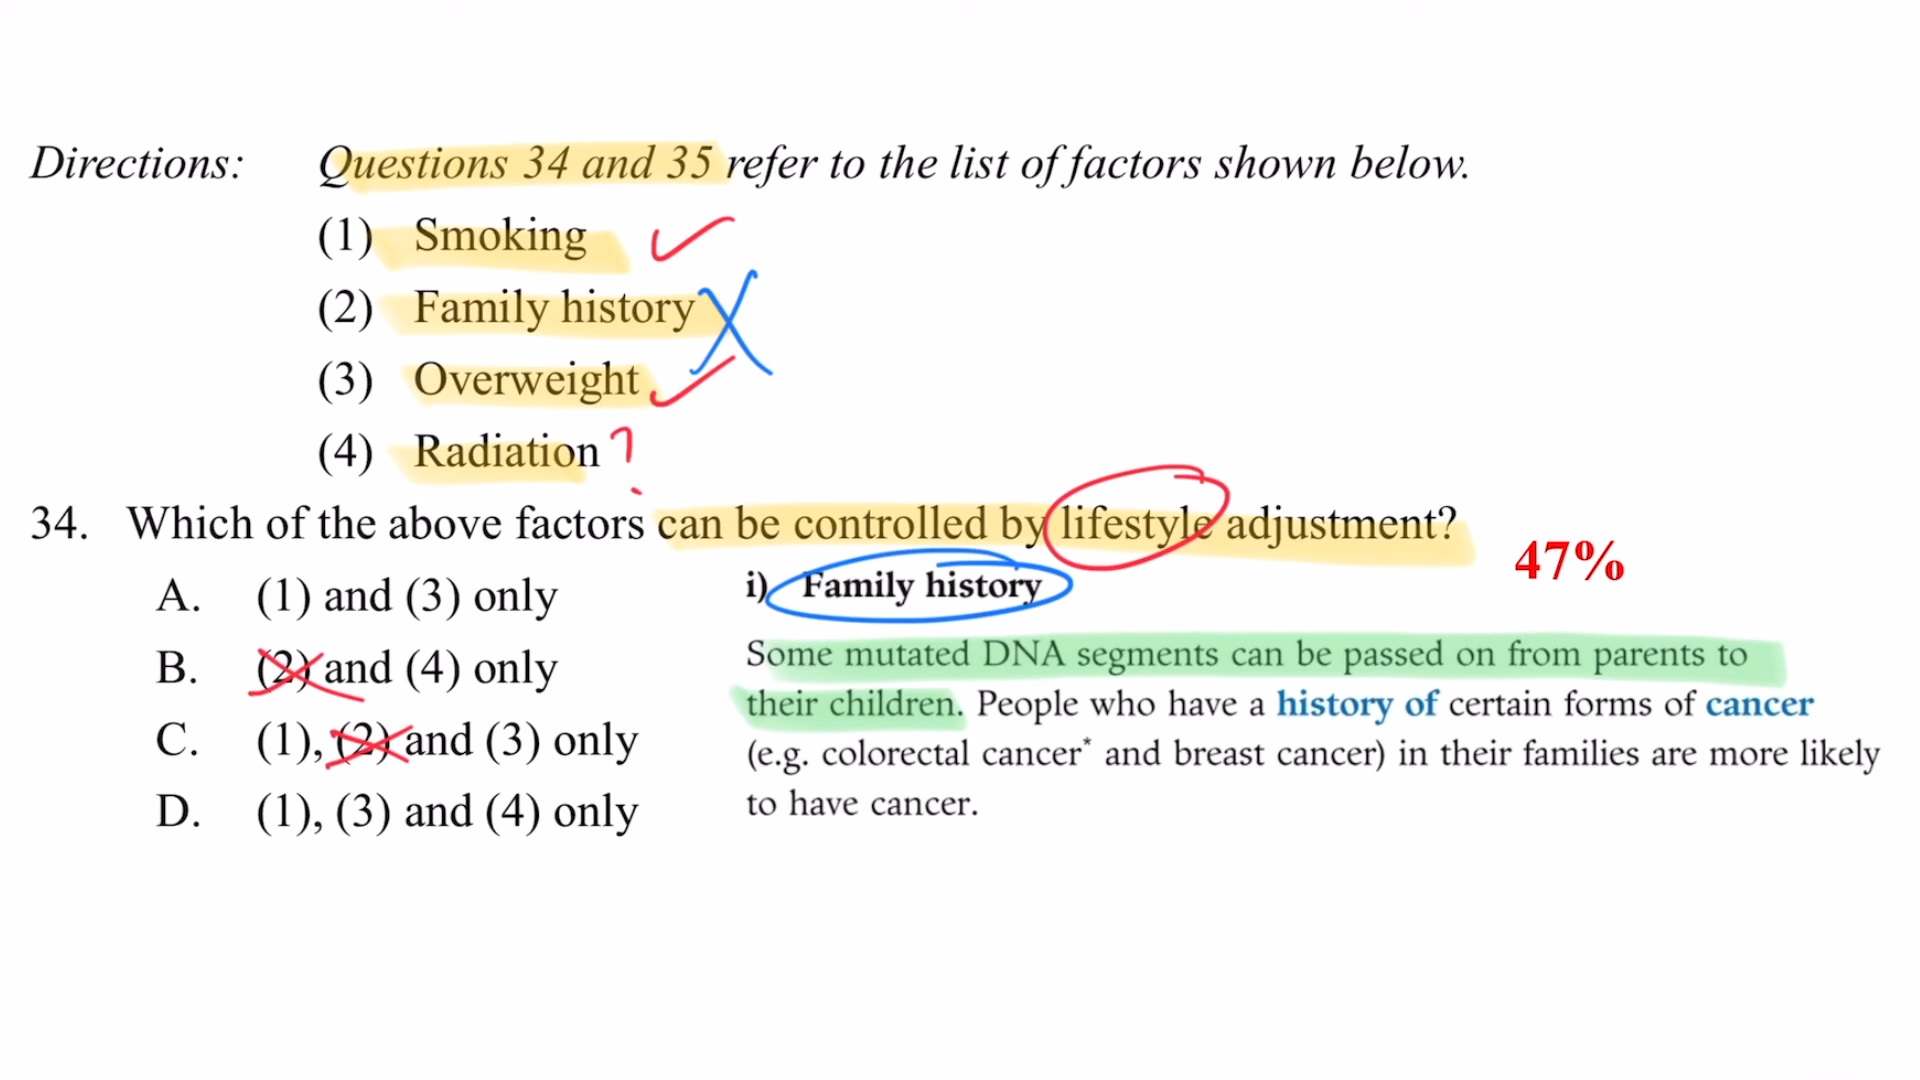 Directions: Questions 34 and 35 refer to the list of factors shown below.
(1) Smoking
(2) Family history
(3) Overweight
(4) Radiation ?
34. Which of the above factors can be controlled by lifestyle adjustment?
47%
A. (1) and (3) only
B. (2) and (4) only
C. (1), (2) and (3) only
D. (1), (3) and (4) only
i) Family history
Some mutated DNA segments can be passed on from parents to
their children. People who have a history of certain forms of cancer
(e.g. colorectal cancer* and breast cancer) in their families are more likely
to have cancer.